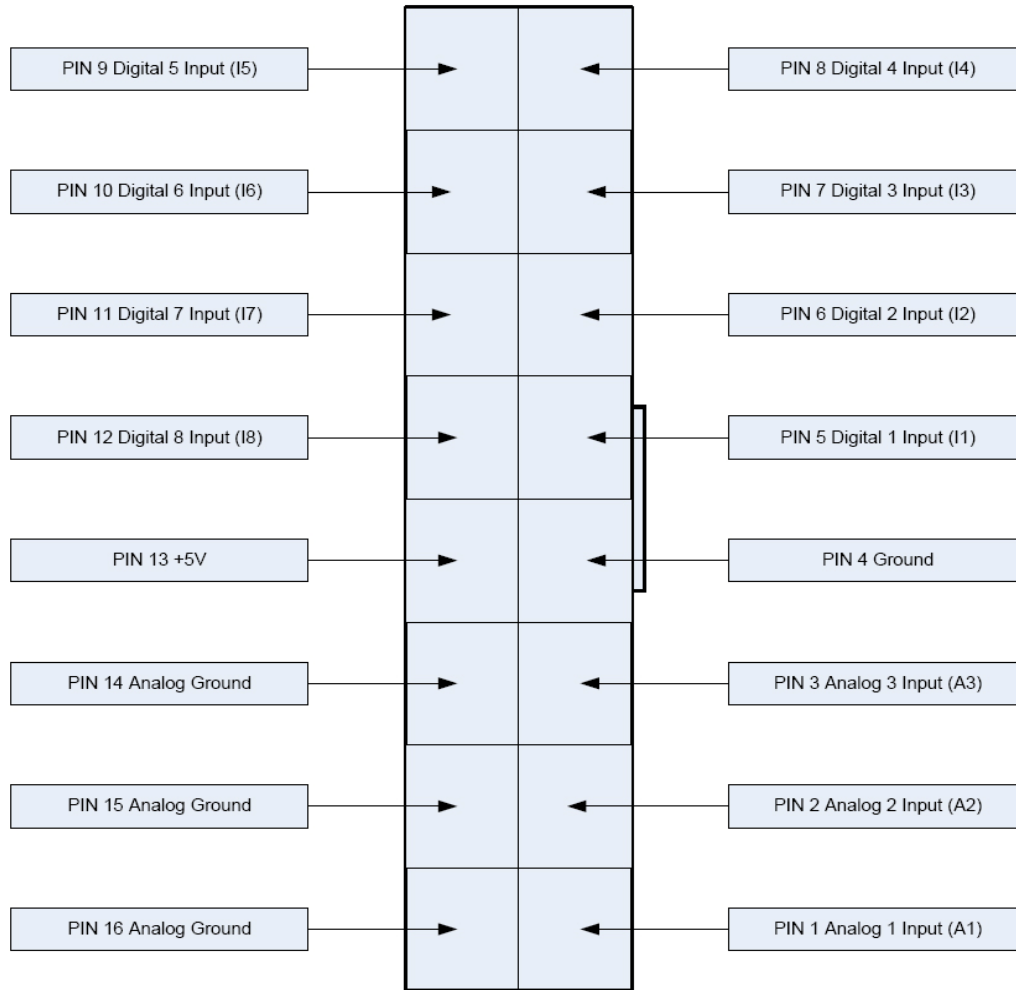 PIN 9 Digital 5 Input (I5)
PIN 8 Digital 4 Input (I4)
PIN 10 Digital 6 Input (I6)
PIN 7 Digital 3 Input (I3)
PIN 11 Digital 7 Input (I7)
PIN 6 Digital 2 Input (I2)
PIN 12 Digital 8 Input (I8)
PIN 5 Digital 1 Input (I1)
PIN 13 +5V
PIN 4 Ground
PIN 14 Analog Ground
PIN 3 Analog 3 Input (A3)
PIN 15 Analog Ground
PIN 2 Analog 2 Input (A2)
PIN 16 Analog Ground
PIN 1 Analog 1 Input (A1)